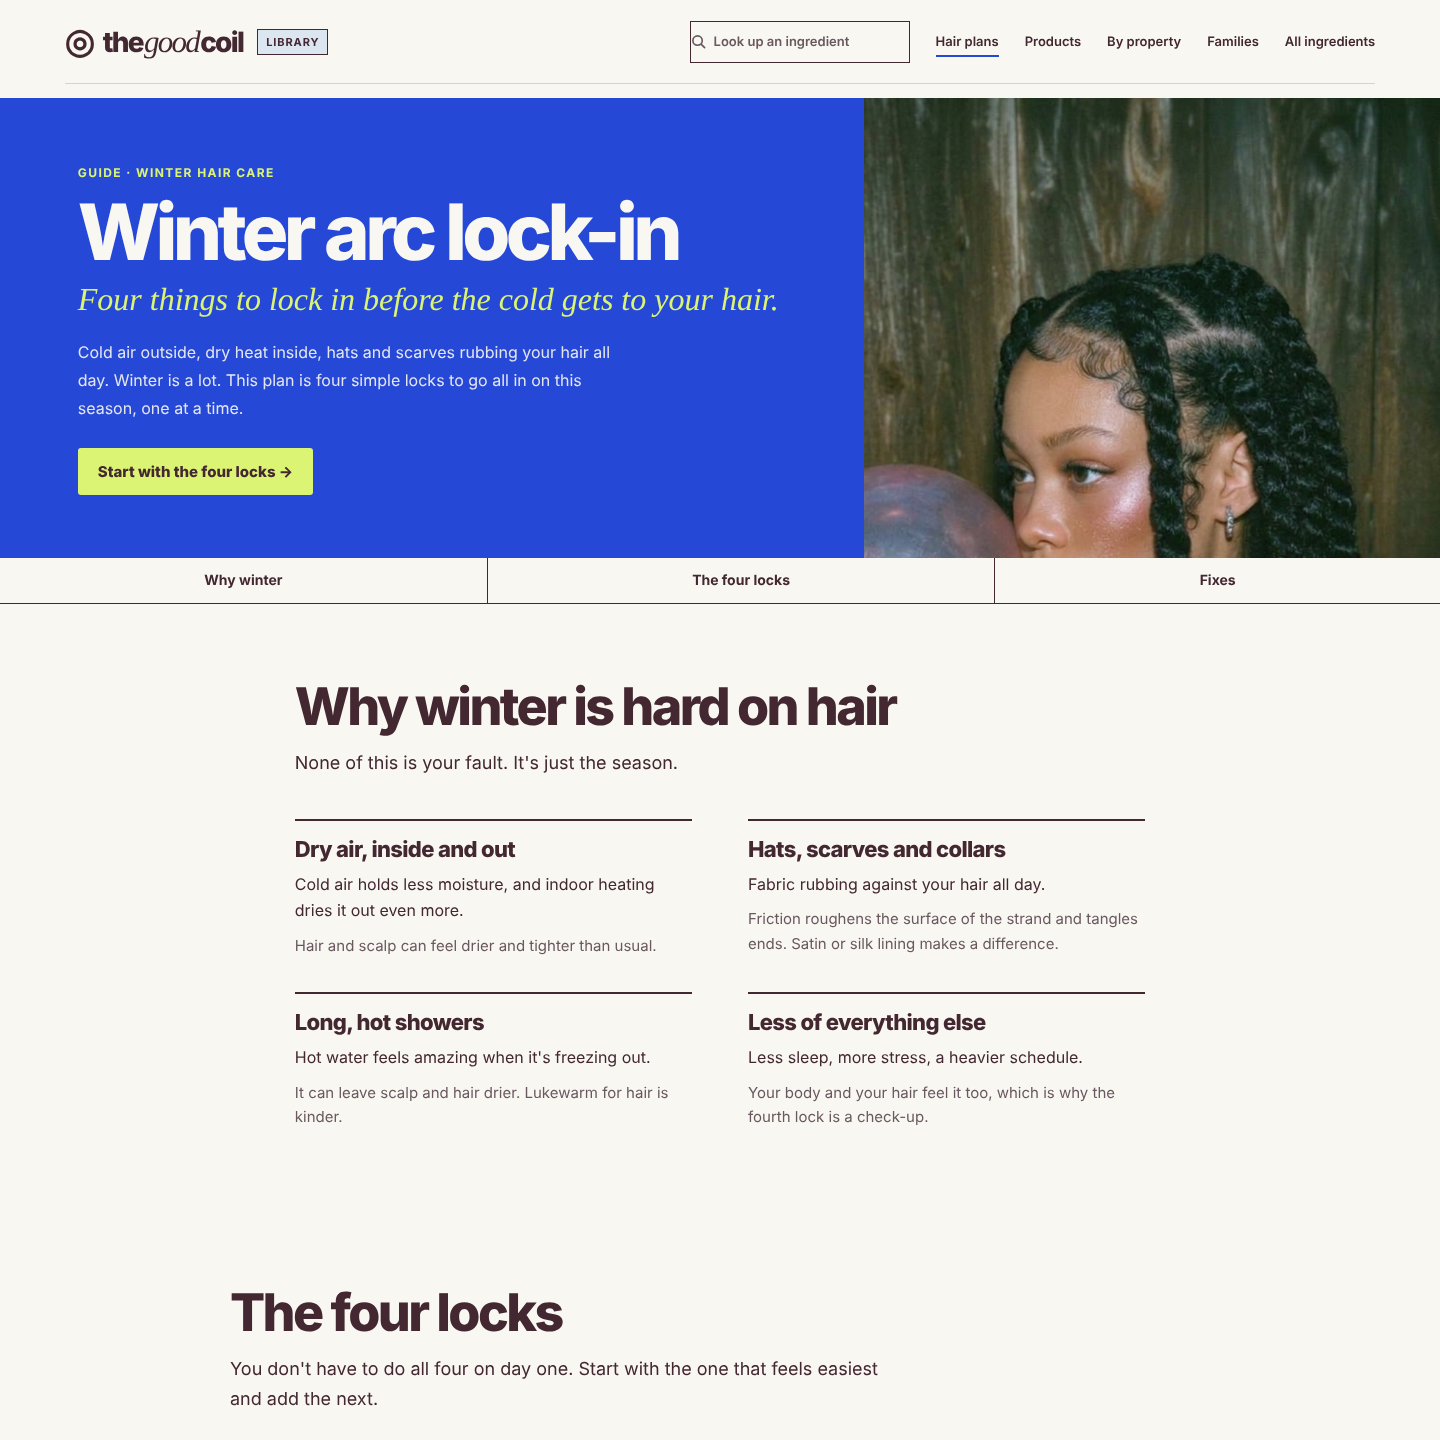 thegoodcoil
LIBRARY
Look up an ingredient
Hair plans
Products
By property
Families
All ingredients
GUIDE · WINTER HAIR CARE
Winter arc lock-in
Four things to lock in before the cold gets to your hair.
Cold air outside, dry heat inside, hats and scarves rubbing your hair all
day. Winter is a lot. This plan is four simple locks to go all in on this
season, one at a time.
Start with the four locks →
Why winter
The four locks
Fixes
Why winter is hard on hair
None of this is your fault. It's just the season.
Dry air, inside and out
Cold air holds less moisture, and indoor heating
dries it out even more.
Hair and scalp can feel drier and tighter than usual.
Hats, scarves and collars
Fabric rubbing against your hair all day.
Friction roughens the surface of the strand and tangles
ends. Satin or silk lining makes a difference.
Long, hot showers
Hot water feels amazing when it's freezing out.
It can leave scalp and hair drier. Lukewarm for hair is
kinder.
Less of everything else
Less sleep, more stress, a heavier schedule.
Your body and your hair feel it too, which is why the
fourth lock is a check-up.
The four locks
You don't have to do all four on day one. Start with the one that feels easiest
and add the next.